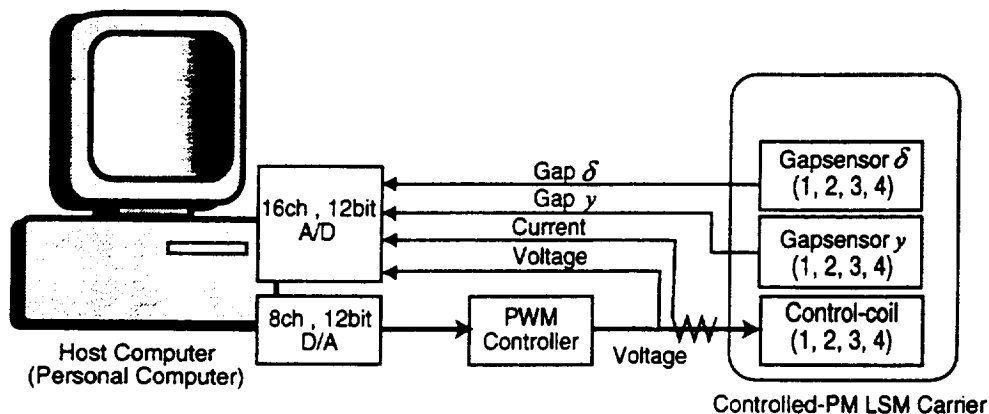 Gap δ
Gap y
Current
Voltage
16ch , 12bit
A/D
8ch , 12bit
D/A
PWM
Controller
Voltage
Gapsensor δ
(1, 2, 3, 4)
Gapsensor y
(1, 2, 3, 4)
Control-coil
(1, 2, 3, 4)
Host Computer
(Personal Computer)
Controlled-PM LSM Carrier